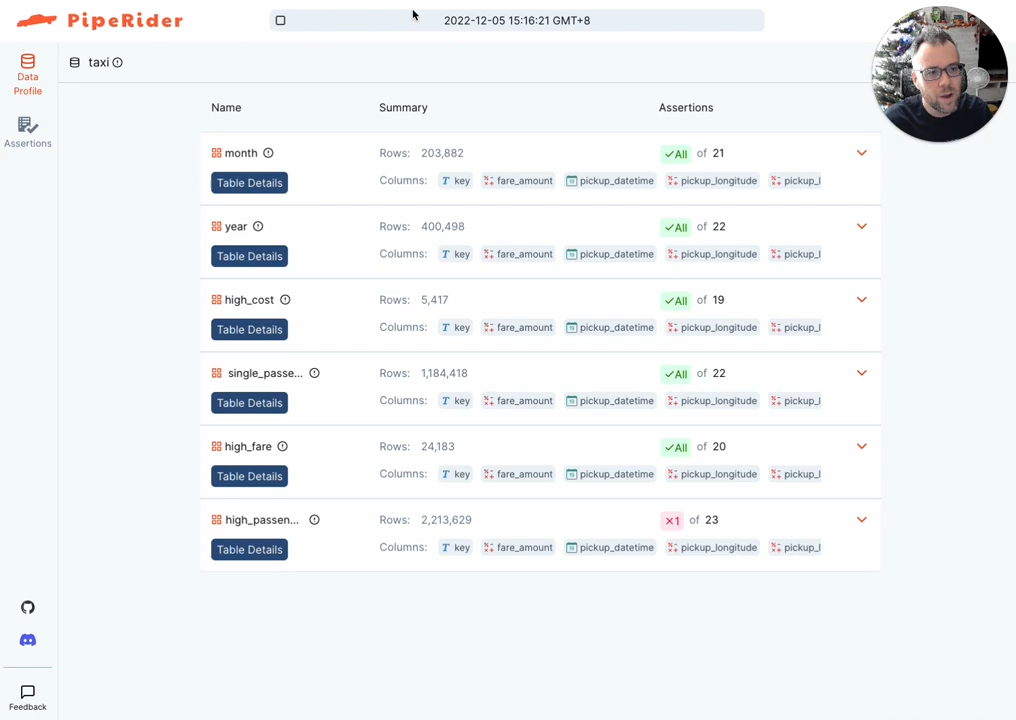 PipeRider
2022-12-05 15:16:21 GMT+8
Data
Profile
Assertions
taxi
Name Summary Assertions
month Rows: 203,882 All of 21
Table Details Columns: T key fare_amount pickup_datetime pickup_longitude pickup_l
year Rows: 400,498 All of 22
Table Details Columns: T key fare_amount pickup_datetime pickup_longitude pickup_l
high_cost Rows: 5,417 All of 19
Table Details Columns: T key fare_amount pickup_datetime pickup_longitude pickup_l
single_passe... Rows: 1,184,418 All of 22
Table Details Columns: T key fare_amount pickup_datetime pickup_longitude pickup_l
high_fare Rows: 24,183 All of 20
Table Details Columns: T key fare_amount pickup_datetime pickup_longitude pickup_l
high_passen... Rows: 2,213,629 ×1 of 23
Table Details Columns: T key fare_amount pickup_datetime pickup_longitude pickup_l
Feedback